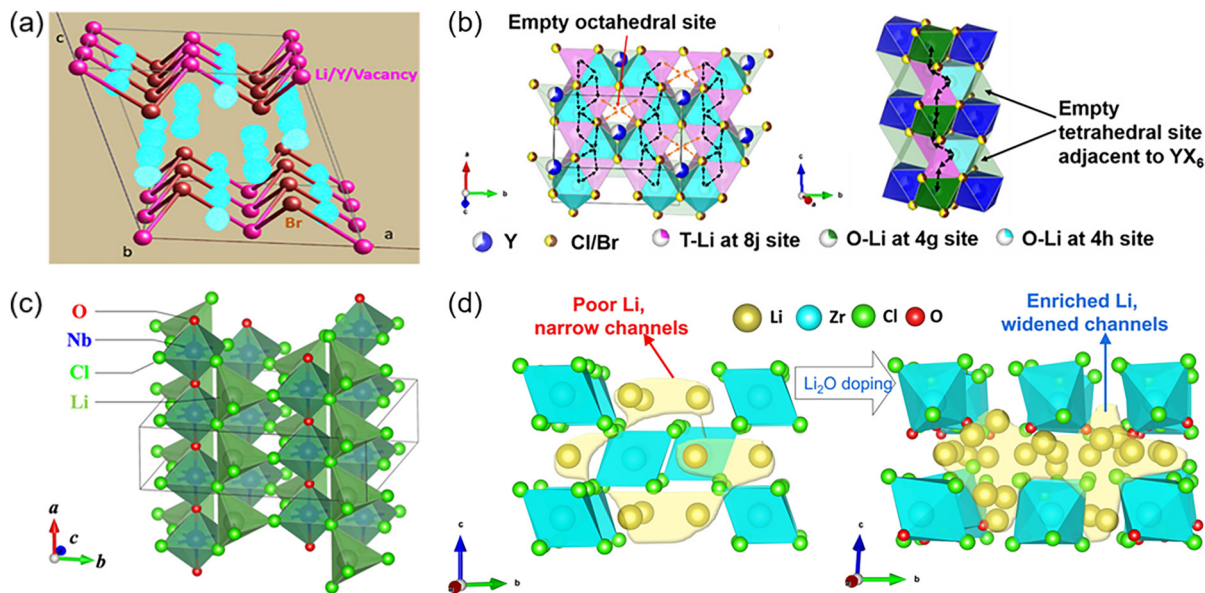 (a)
c
Li/Y/Vacancy
Br
b
a
(b)
Empty octahedral site
Empty
tetrahedral site
adjacent to YX6
a
b
c
c
b
a
Y
Cl/Br
T-Li at 8j site
O-Li at 4g site
O-Li at 4h site
(c)
O
Nb
Cl
Li
a
c
b
(d)
Poor Li,
narrow channels
Li
Zr
Cl
O
Enriched Li,
widened channels
Li2O doping
c
b
c
b